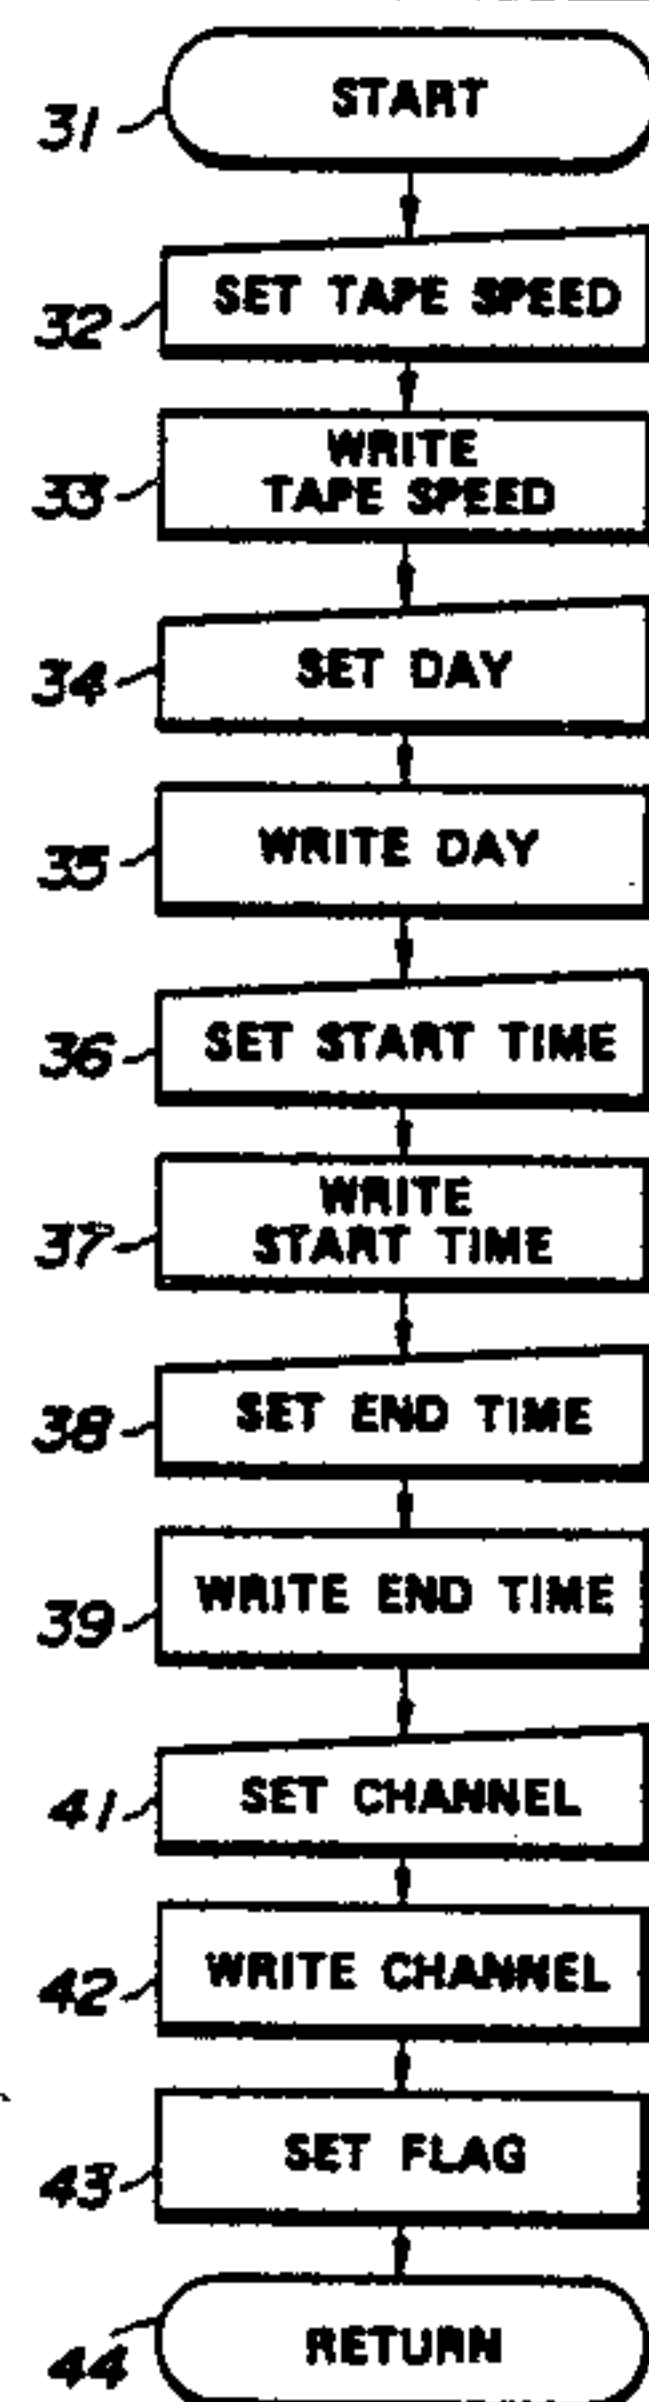 START
31
SET TAPE SPEED
32
WRITE
TAPE SPEED
33
SET DAY
34
WRITE DAY
35
SET START TIME
36
WRITE
START TIME
37
SET END TIME
38
WRITE END TIME
39
SET CHANNEL
41
WRITE CHANNEL
42
SET FLAG
43
RETURN
44